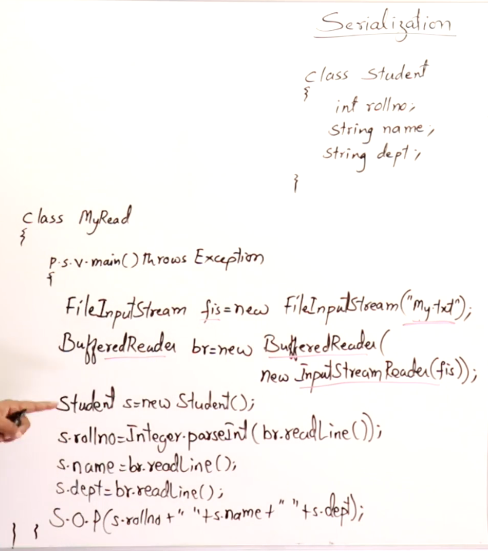 Serialization
class Student
{
int rollno;
String name;
String dept;
}
class MyRead
{
p.s.v.main() throws Exception
{
FileInputStream fis=new FileInputStream("My.txt");
BufferedReader br=new BufferedReader(
new InputStreamReader(fis));
Student s=new Student();
s.rollno=Integer.parseInt(br.readLine());
s.name=br.readLine();
s.dept=br.readLine();
S.O.P(s.rollno+" "+s.name+" "+s.dept);
} }